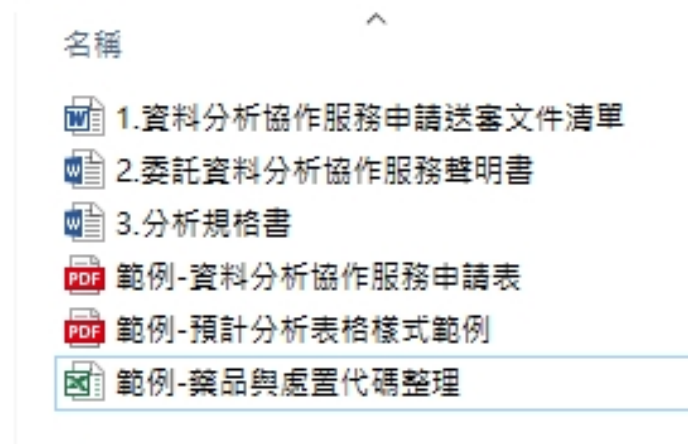 名稱
1.資料分析協作服務申請送審文件清單
2.委託資料分析協作服務聲明書
3.分析規格書
範例-資料分析協作服務申請表
範例-預計分析表格樣式範例
範例-藥品與處置代碼整理